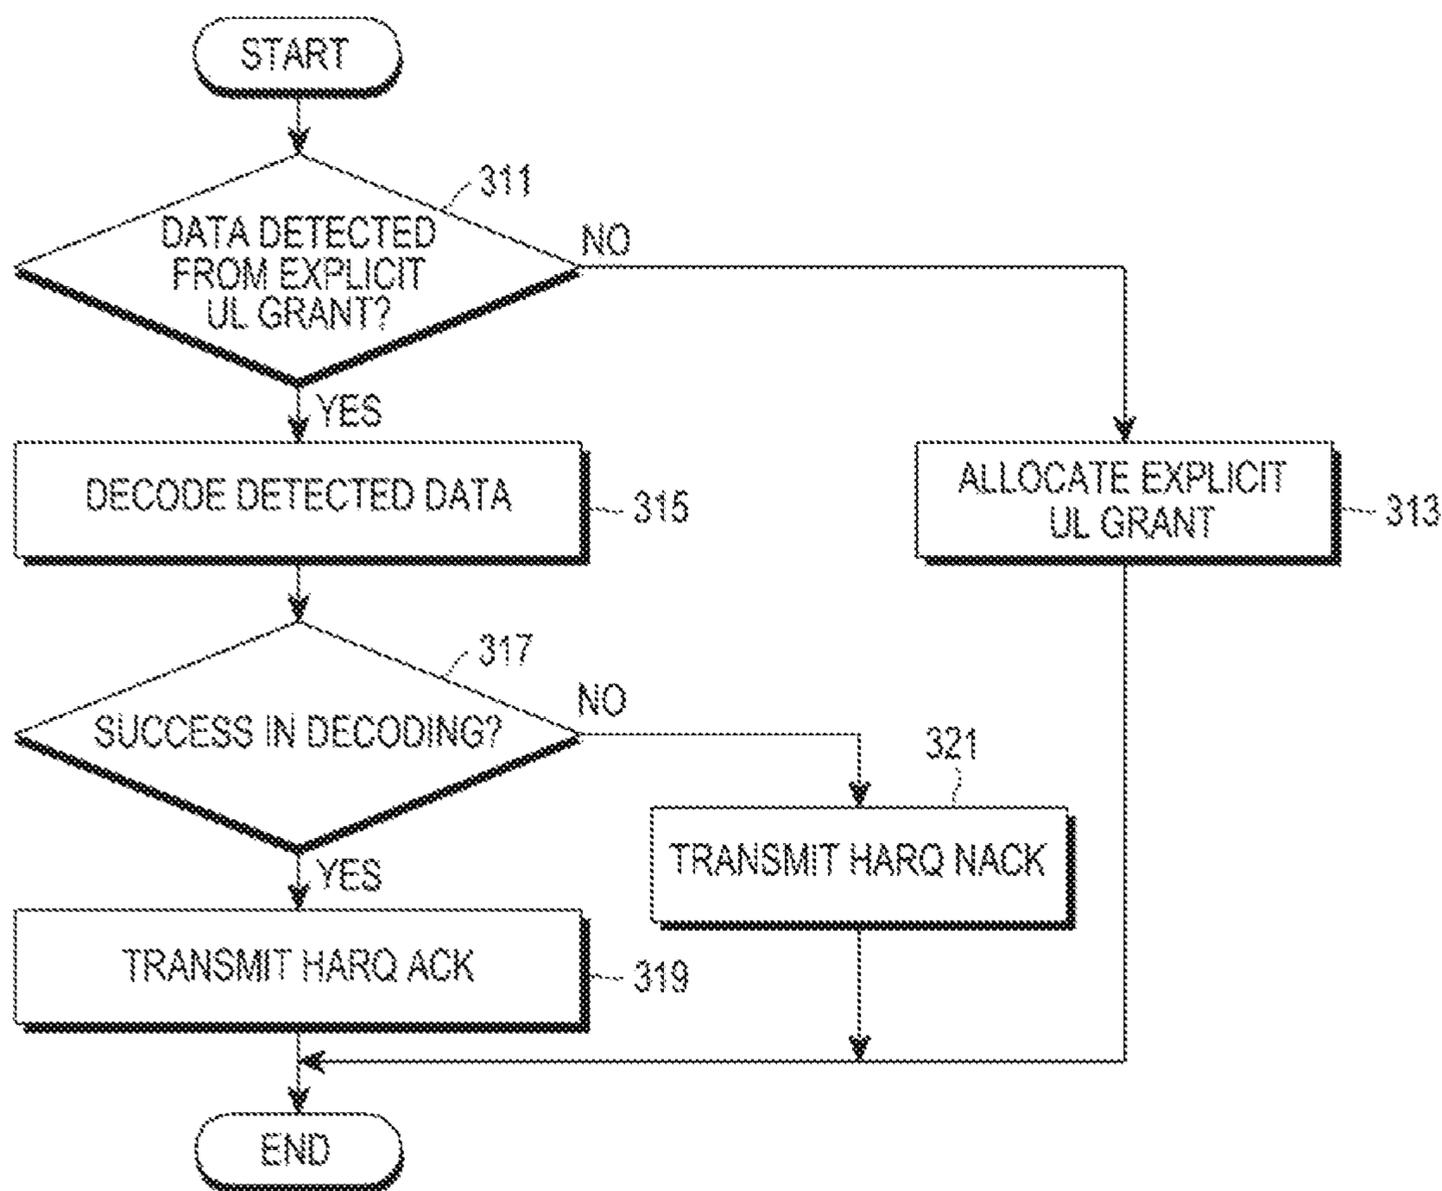 START
311
DATA DETECTED
FROM EXPLICIT
UL GRANT?
NO
YES
DECODE DETECTED DATA
315
ALLOCATE EXPLICIT
UL GRANT
313
317
SUCCESS IN DECODING?
NO
321
TRANSMIT HARQ NACK
YES
TRANSMIT HARQ ACK
319
END